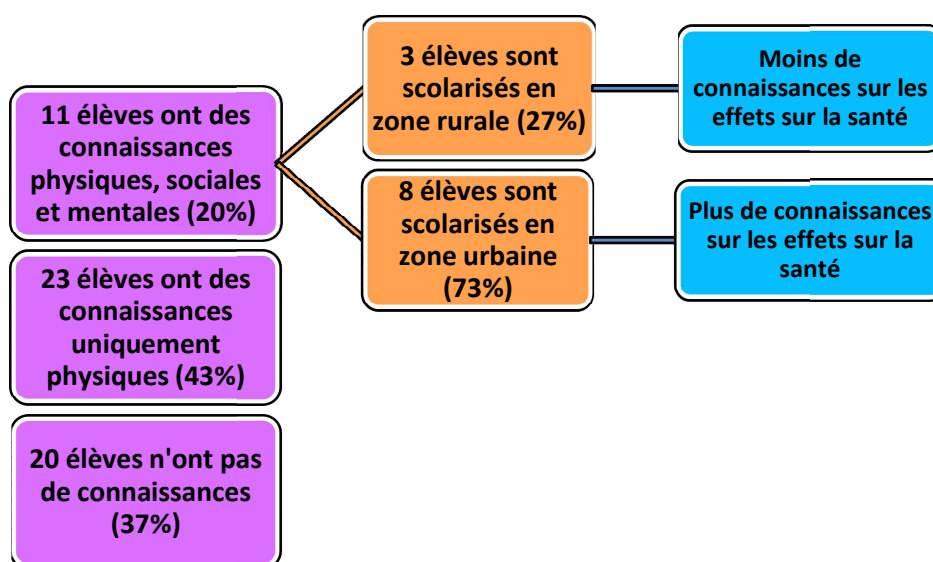 11 élèves ont des
connaissances
physiques, sociales
et mentales (20%)
23 élèves ont des
connaissances
uniquement
physiques (43%)
20 élèves n'ont pas
de connaissances
(37%)
3 élèves sont
scolarisés en
zone rurale (27%)
8 élèves sont
scolarisés en
zone urbaine
(73%)
Moins de
connaissances sur les
effets sur la santé
Plus de connaissances
sur les effets sur la
santé